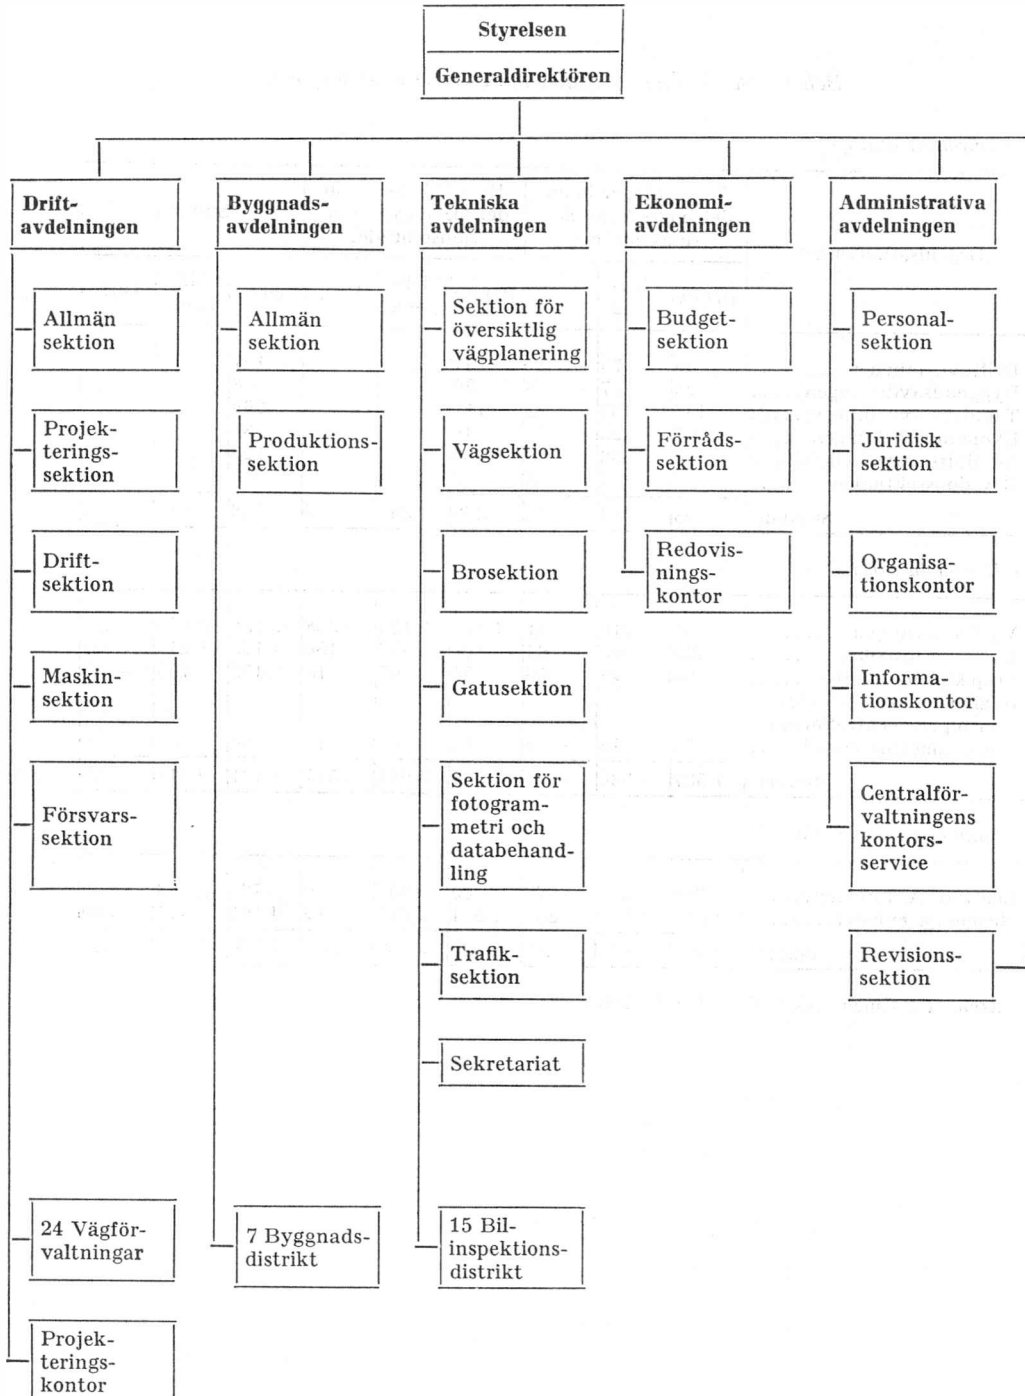 Styrelsen
Generaldirektören
Drift-
avdelningen
Allmän
sektion
Projek-
terings-
sektion
Drift-
sektion
Maskin-
sektion
Försvars-
sektion
24 Vägför-
valtningar
Projek-
terings-
kontor
Byggnads-
avdelningen
Allmän
sektion
Produktions-
sektion
7 Byggnads-
distrikt
Tekniska
avdelningen
Sektion för
översiktlig
vägplanering
Vägsektion
Brosektion
Gatusektion
Sektion för
fotogram-
metri och
databehand-
ling
Trafik-
sektion
Sekretariat
15 Bil-
inspektions-
distrikt
Ekonomi-
avdelningen
Budget-
sektion
Förråds-
sektion
Redovis-
nings-
kontor
Administrativa
avdelningen
Personal-
sektion
Juridisk
sektion
Organisa-
tionskontor
Informa-
tionskontor
Centralför-
valtningens
kontors-
service
Revisions-
sektion